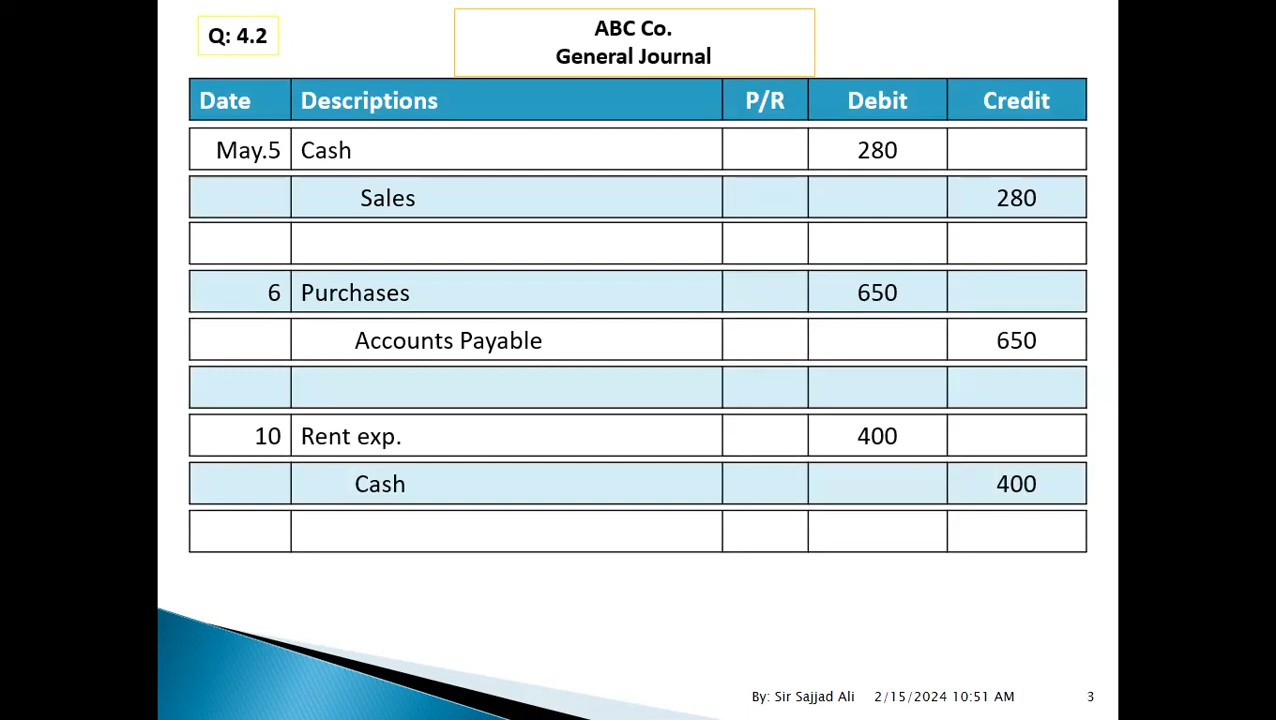 Q: 4.2
ABC Co.
General Journal
Date Descriptions P/R Debit Credit
May.5 Cash 280
Sales 280
6 Purchases 650
Accounts Payable 650
10 Rent exp. 400
Cash 400
By: Sir Sajjad Ali 2/15/2024 10:51 AM 3